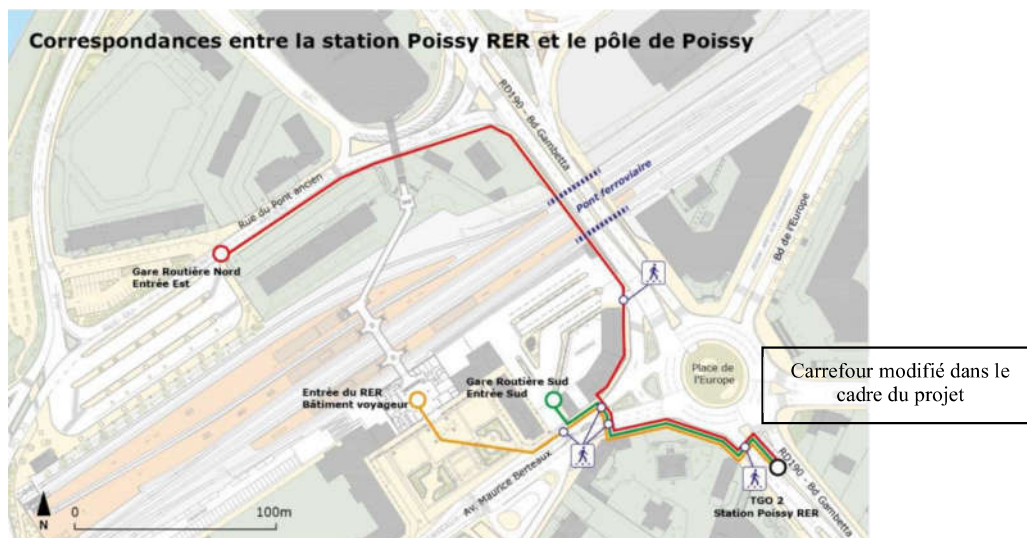 Correspondances entre la station Poissy RER et le pôle de Poissy
RD190 - Bd Gambetta
Pont ferroviaire
Rue du Pont ancien
Bd de l'Europe
Gare Routière Nord
Entrée Est
Place de
l'Europe
Carrefour modifié dans le
cadre du projet
Entrée du RER
Bâtiment voyageur
Gare Routière Sud
Entrée Sud
Av. Maurice Berteaux
RD190 - Bd Gambetta
TGO 2
Station Poissy RER
N
0
100m